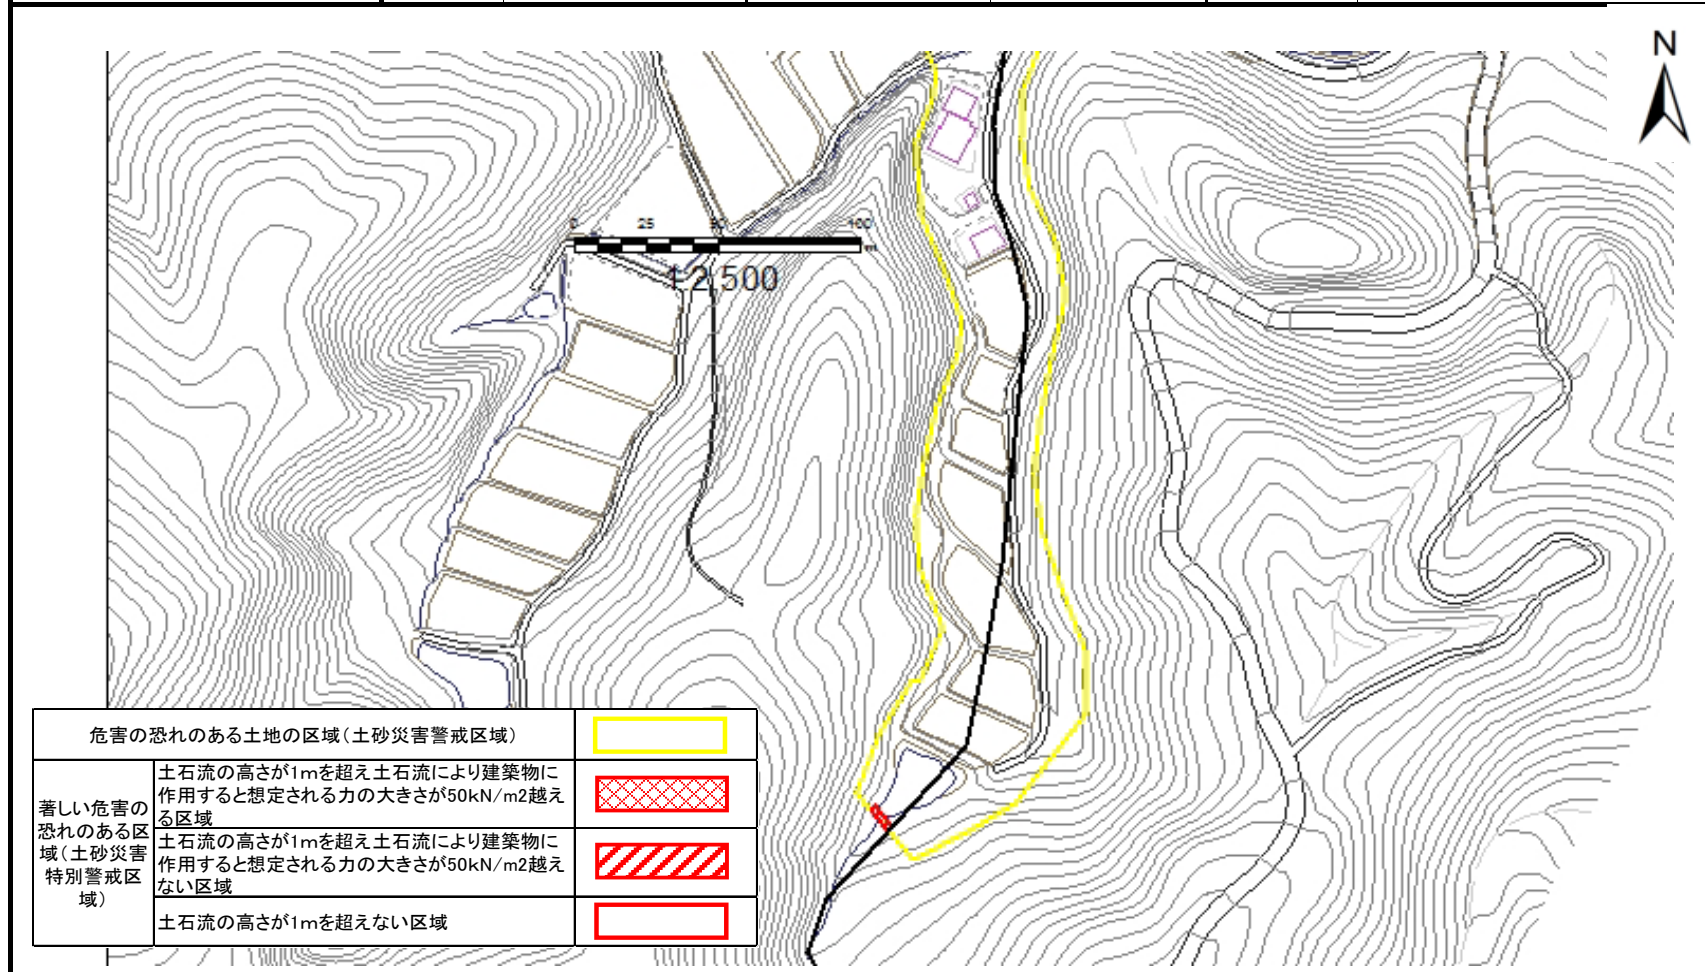 N
0 25 50 100
m
1:2,500
危害の恐れのある土地の区域(土砂災害警戒区域)
著しい危害の
恐れのある区
域(土砂災害
特別警戒区
域)
土石流の高さが1mを超え土石流により建築物に
作用すると想定される力の大きさが50kN/m2越え
る区域
土石流の高さが1mを超え土石流により建築物に
作用すると想定される力の大きさが50kN/m2越え
ない区域
土石流の高さが1mを超えない区域